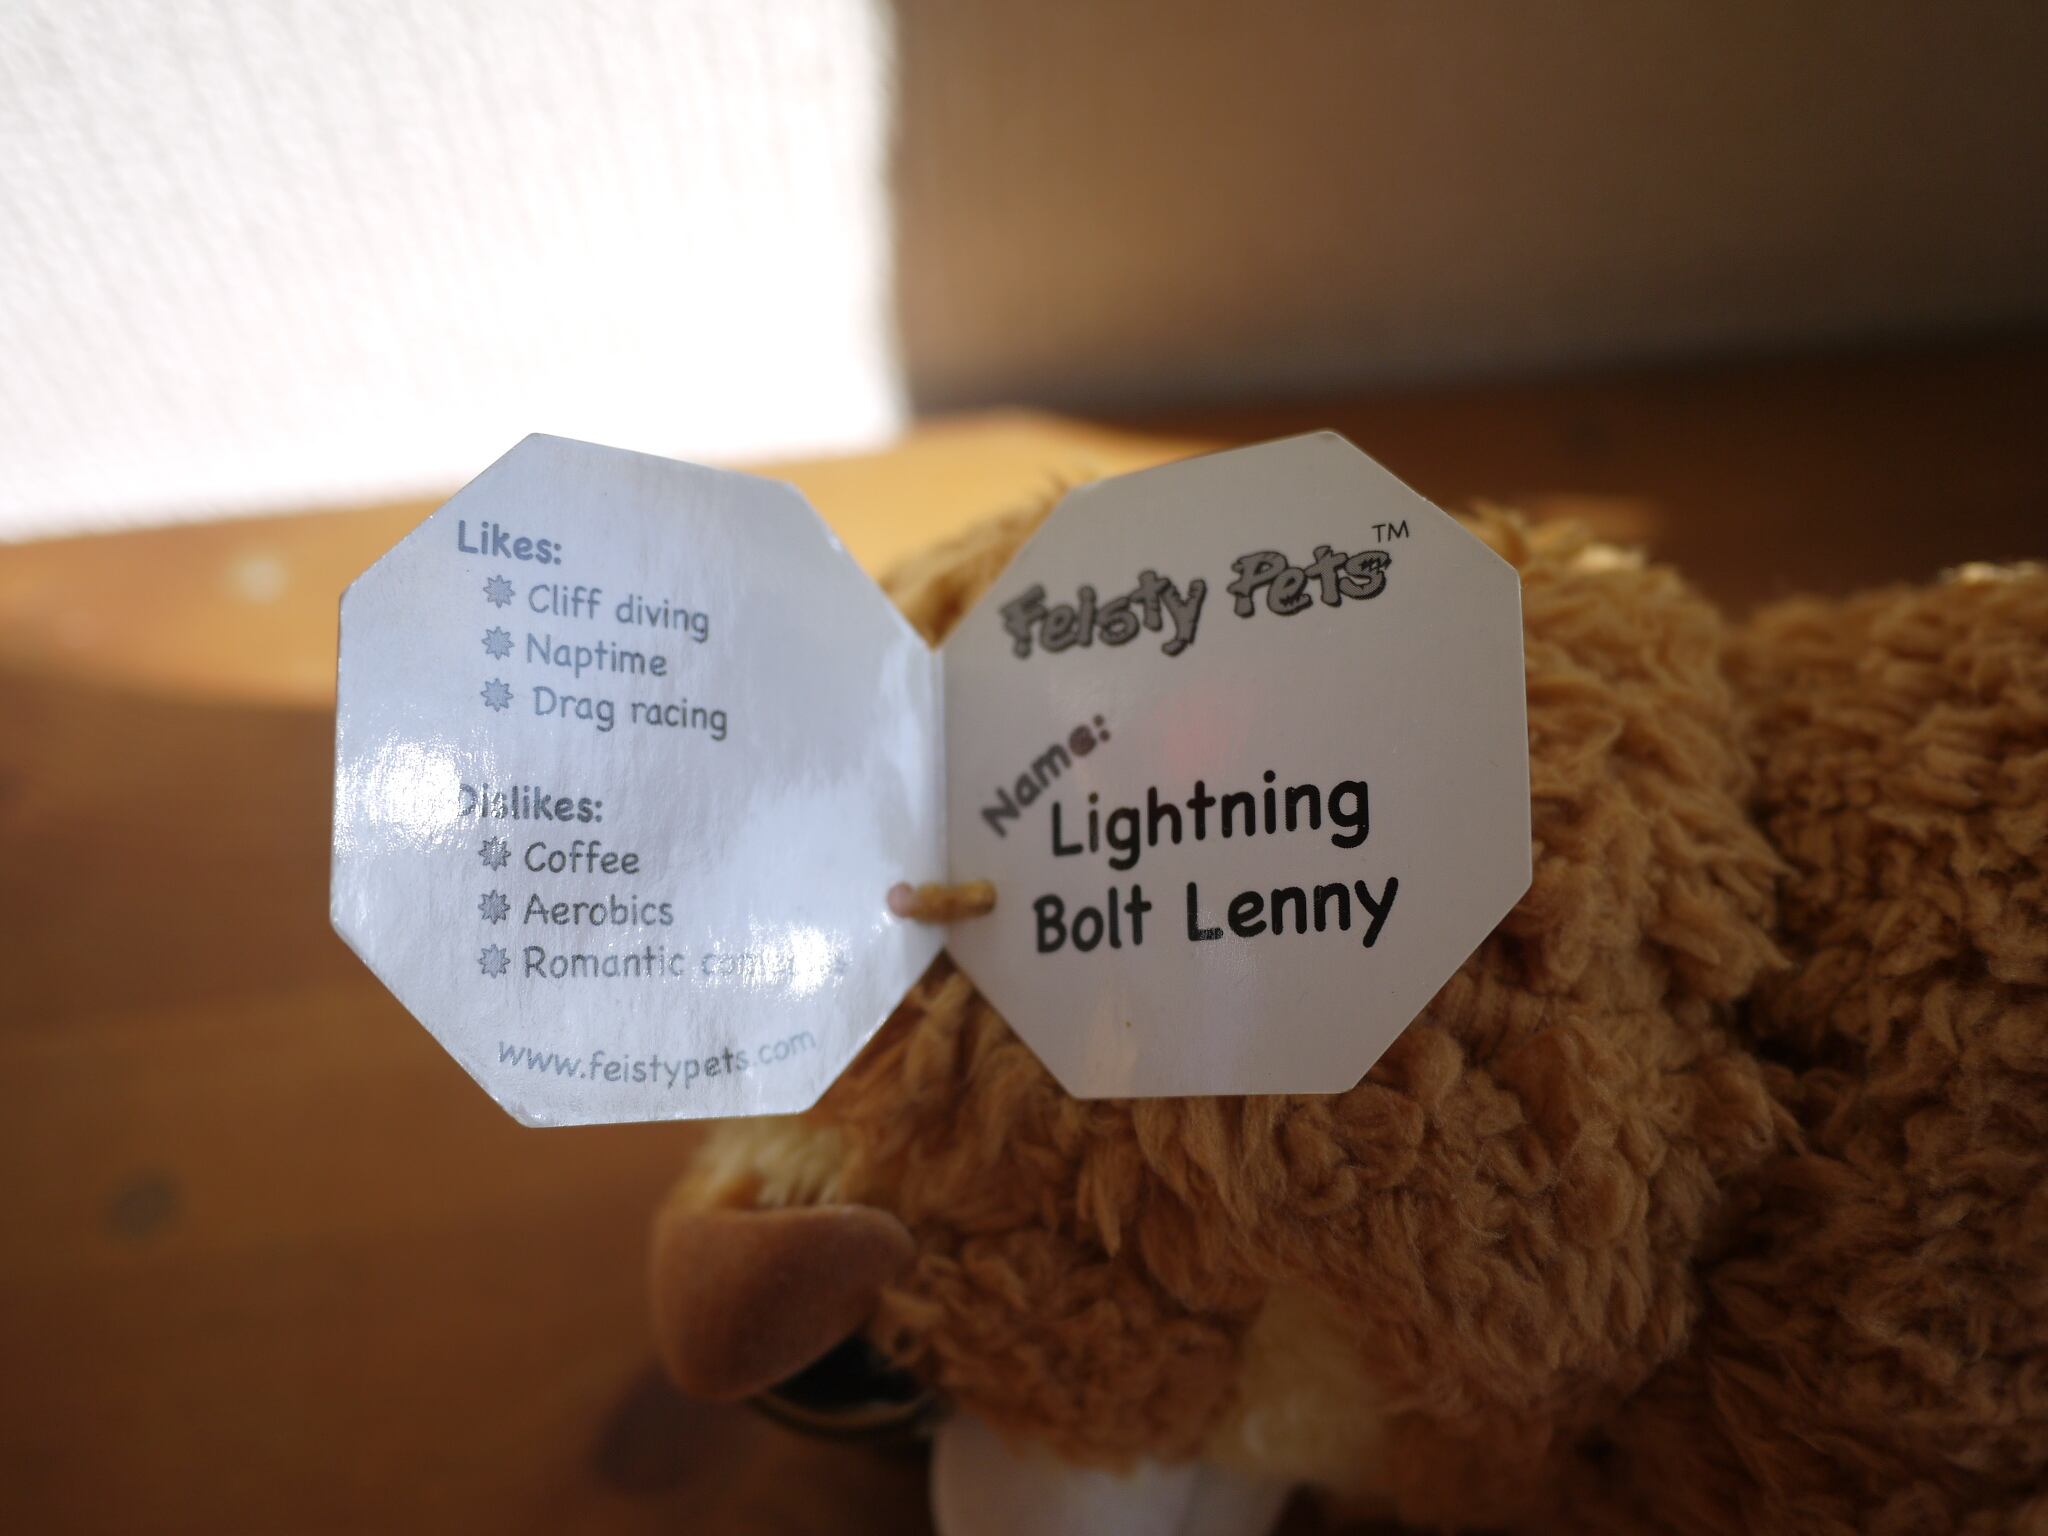 Likes:
Cliff diving
Naptime
Drag racing
Dislikes:
Coffee
Aerobics
Romantic
www.feistypets.com
Feisty Pets™
Name:
Lightning
Bolt Lenny